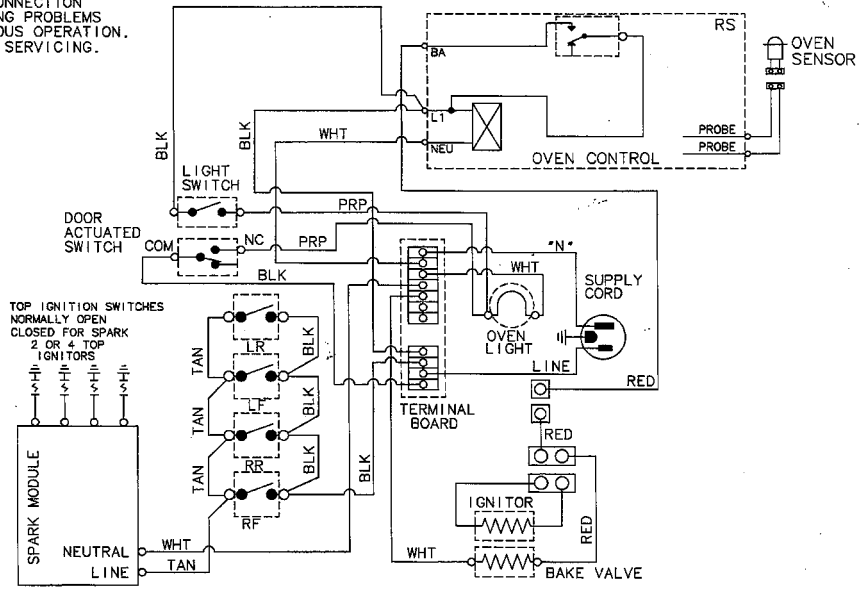 CONNECTION
NG PROBLEMS
OUS OPERATION.
SERVICING.
RS
BA
OVEN
SENSOR
L1
NEU
PROBE
PROBE
OVEN CONTROL
BLK
BLK
WHT
LIGHT
SWITCH
DOOR
ACTUATED
SWITCH
COM
NC
PRP
PRP
BLK
"N"
WHT
SUPPLY
CORD
OVEN
LIGHT
LINE
RED
TERMINAL
BOARD
TOP IGNITION SWITCHES
NORMALLY OPEN
CLOSED FOR SPARK
2 OR 4 TOP
IGNITORS
LR
TAN
BLK
LF
TAN
BLK
RR
TAN
BLK
RF
BLK
SPARK MODULE
NEUTRAL
LINE
WHT
TAN
RED
IGNITOR
RED
WHT
BAKE VALVE